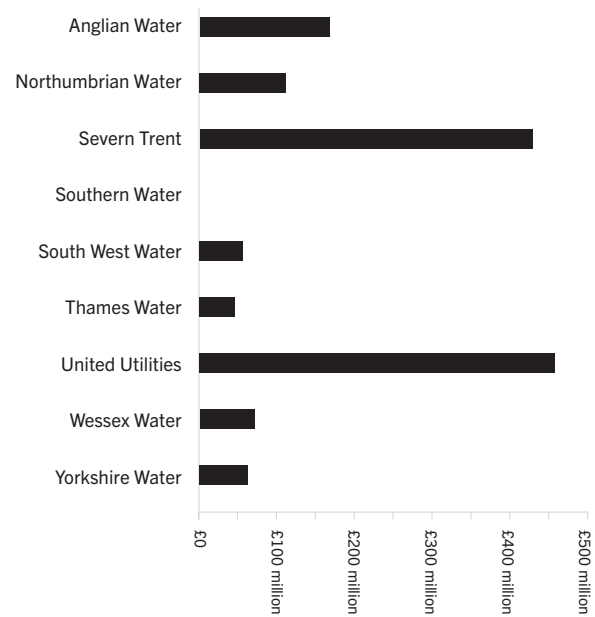 Anglian Water
Northumbrian Water
Severn Trent
Southern Water
South West Water
Thames Water
United Utilities
Wessex Water
Yorkshire Water
£0
£100 million
£200 million
£300 million
£400 million
£500 million